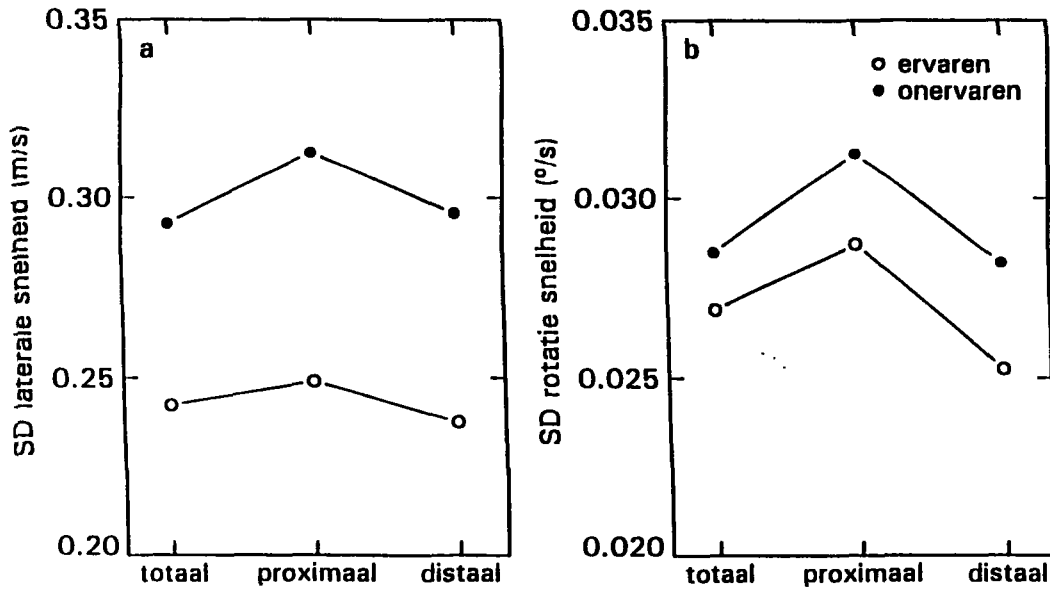 SD laterale snelheid (m/s)
0.35
0.30
0.25
0.20
a
totaal proximaal distaal
SD rotatie snelheid (º/s)
0.035
0.030
0.025
0.020
b
ervaren
onervaren
totaal proximaal distaal